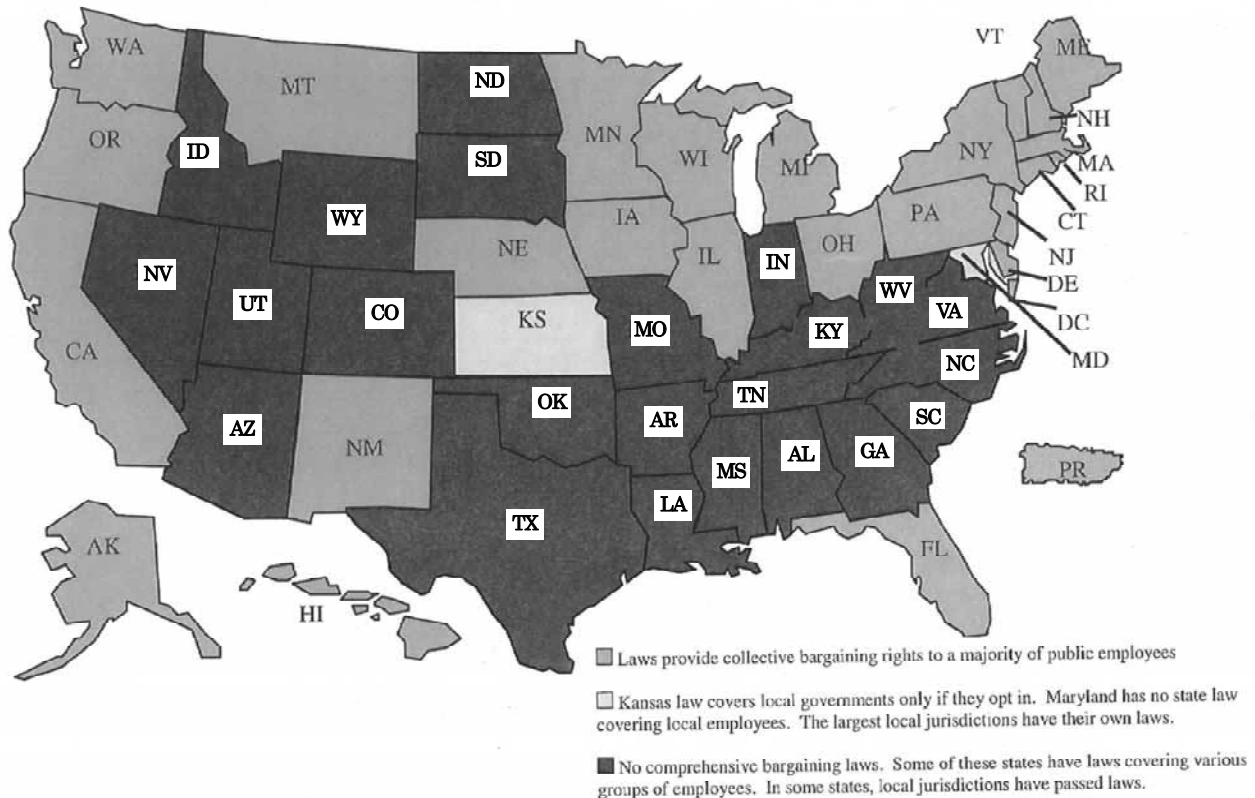 WA
MT
ND
MN
VT
ME
OR
ID
SD
WI
MI
NY
NH
MA
RI
CT
WY
NE
IA
IL
IN
OH
PA
NJ
DE
DC
MD
NV
UT
CO
KS
MO
KY
WV
VA
CA
AZ
NM
OK
AR
TN
NC
SC
TX
LA
MS
AL
GA
FL
PR
AK
HI
Laws provide collective bargaining rights to a majority of public employees
Kansas law covers local governments only if they opt in. Maryland has no state law
covering local employees. The largest local jurisdictions have their own laws.
No comprehensive bargaining laws. Some of these states have laws covering various
groups of employees. In some states, local jurisdictions have passed laws.